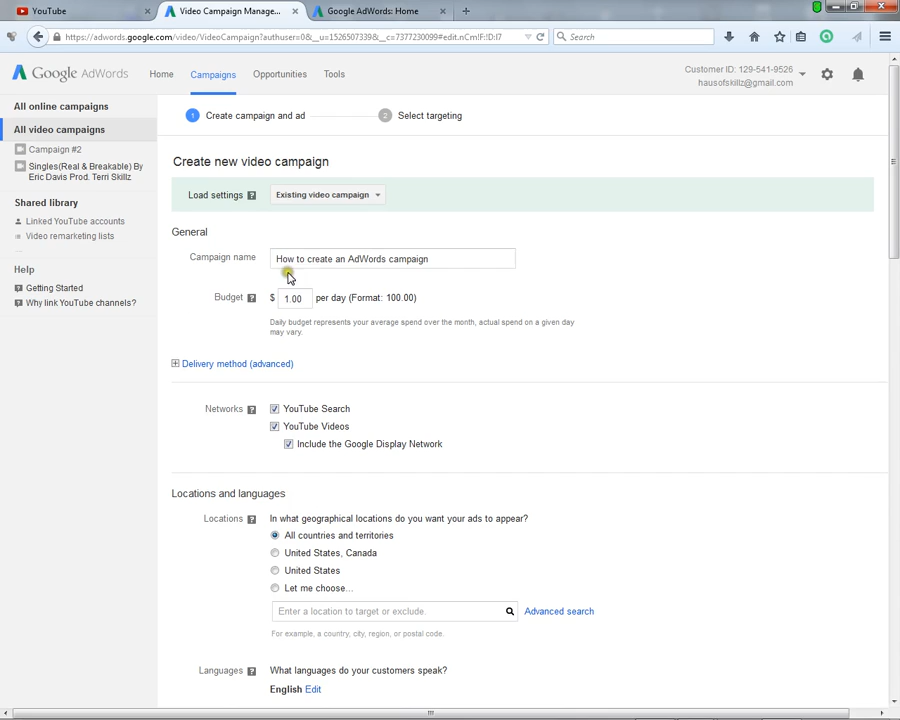 YouTube
Video Campaign Manage...
Google AdWords: Home
https://adwords.google.com/video/VideoCampaign?authuser=0&__u=1526507339&__c=7377230099#edit.nCm!F:!D:!7
Search
Google AdWords
Home
Campaigns
Opportunities
Tools
Customer ID: 129-541-9526
hausofskillz@gmail.com
All online campaigns
All video campaigns
Campaign #2
Singles(Real & Breakable) By
Eric Davis Prod. Terri Skillz
Shared library
Linked YouTube accounts
Video remarketing lists
...
Help
Getting Started
Why link YouTube channels?
1 Create campaign and ad
2 Select targeting
Create new video campaign
Load settings ? Existing video campaign
General
Campaign name How to create an AdWords campaign
Budget ? $ 1.00 per day (Format: 100.00)
Daily budget represents your average spend over the month, actual spend on a given day
may vary.
Delivery method (advanced)
Networks ? YouTube Search
YouTube Videos
Include the Google Display Network
Locations and languages
Locations ? In what geographical locations do you want your ads to appear?
All countries and territories
United States, Canada
United States
Let me choose...
Enter a location to target or exclude.
Advanced search
For example, a country, city, region, or postal code.
Languages ? What languages do your customers speak?
English Edit